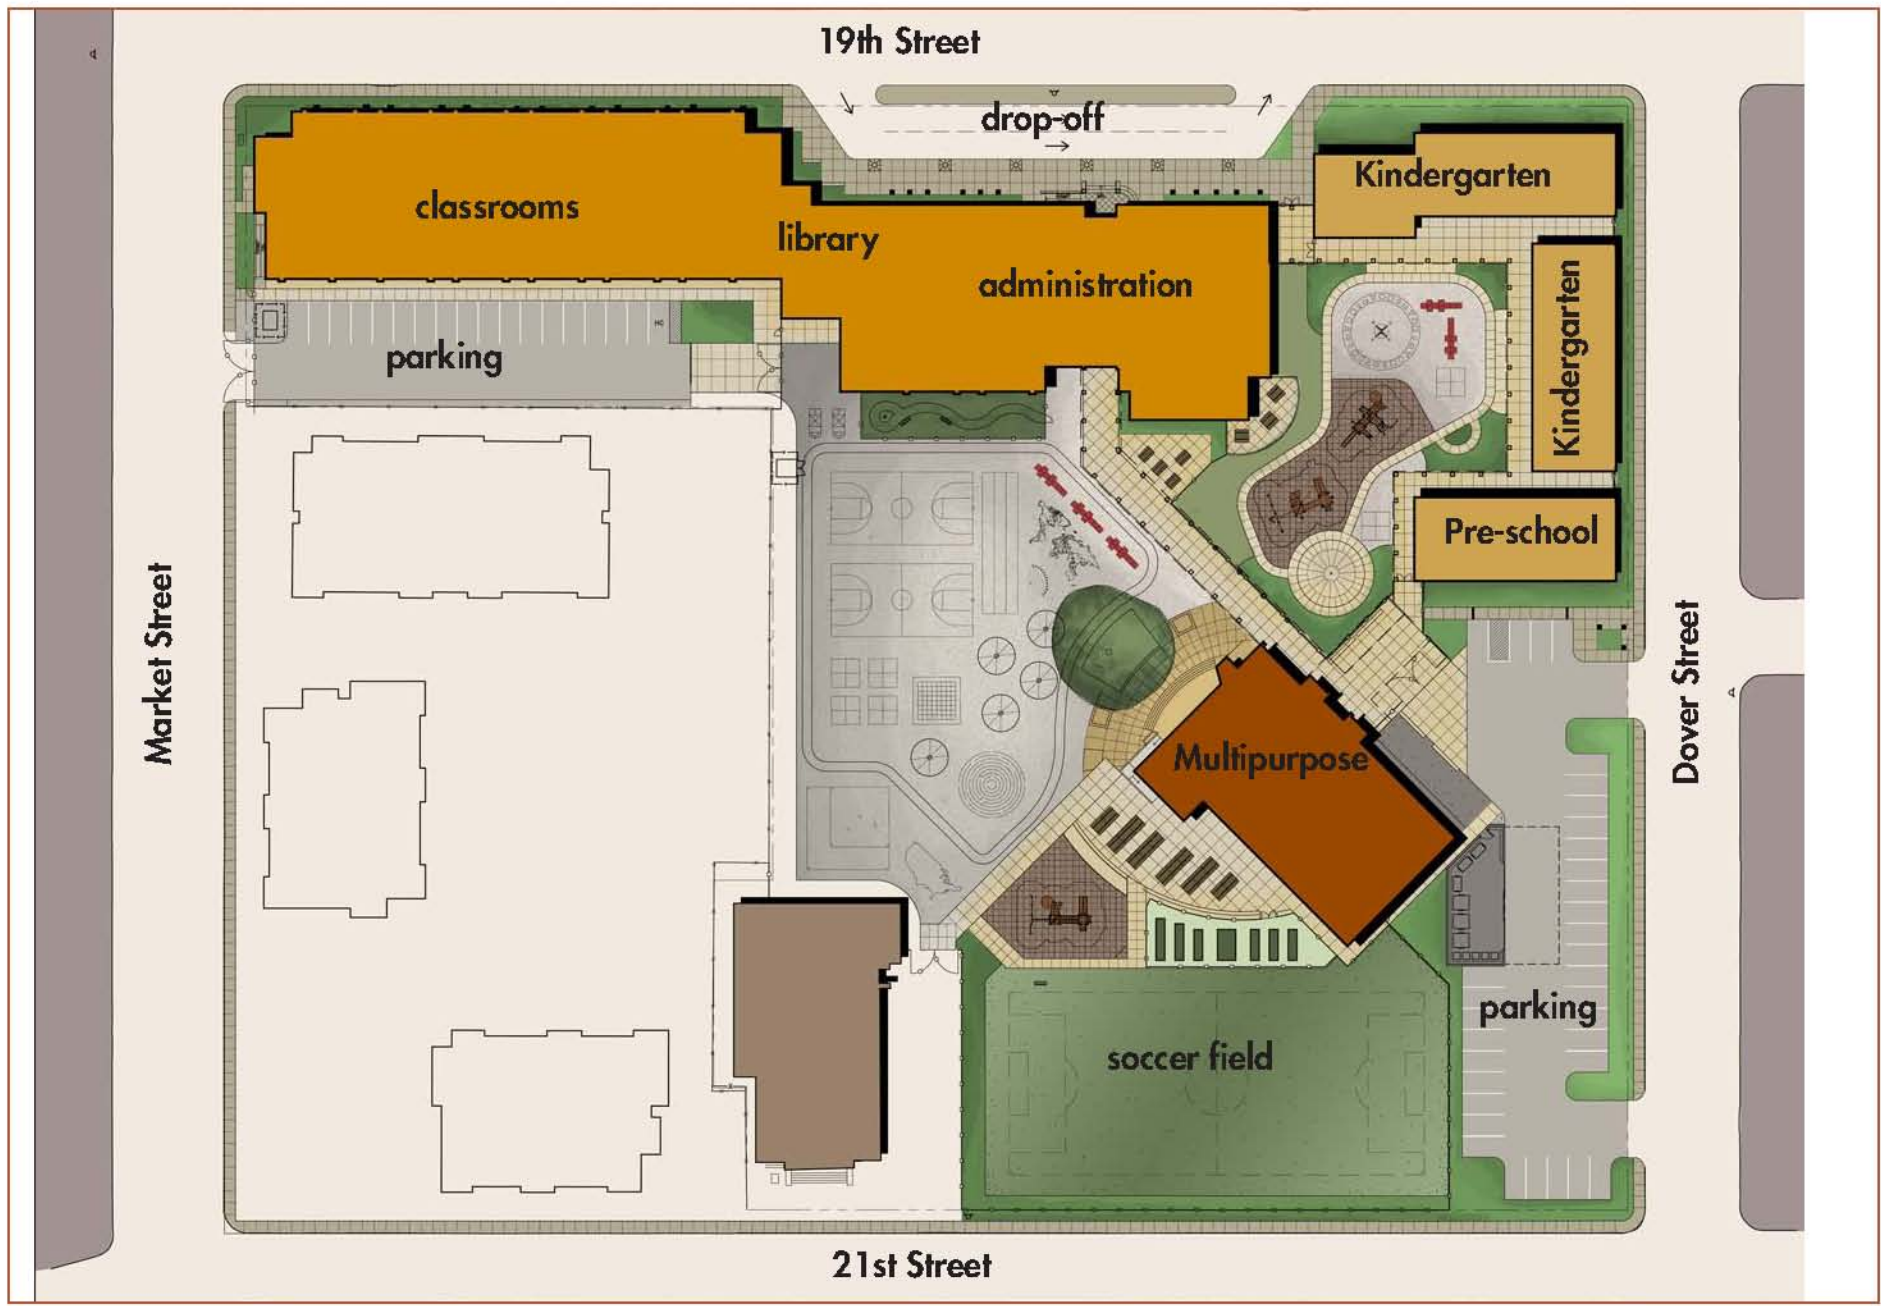 19th Street
drop-off
Kindergarten
classrooms
library
administration
Kindergarten
parking
Pre-school
Market Street
Dover Street
Multipurpose
parking
soccer field
21st Street